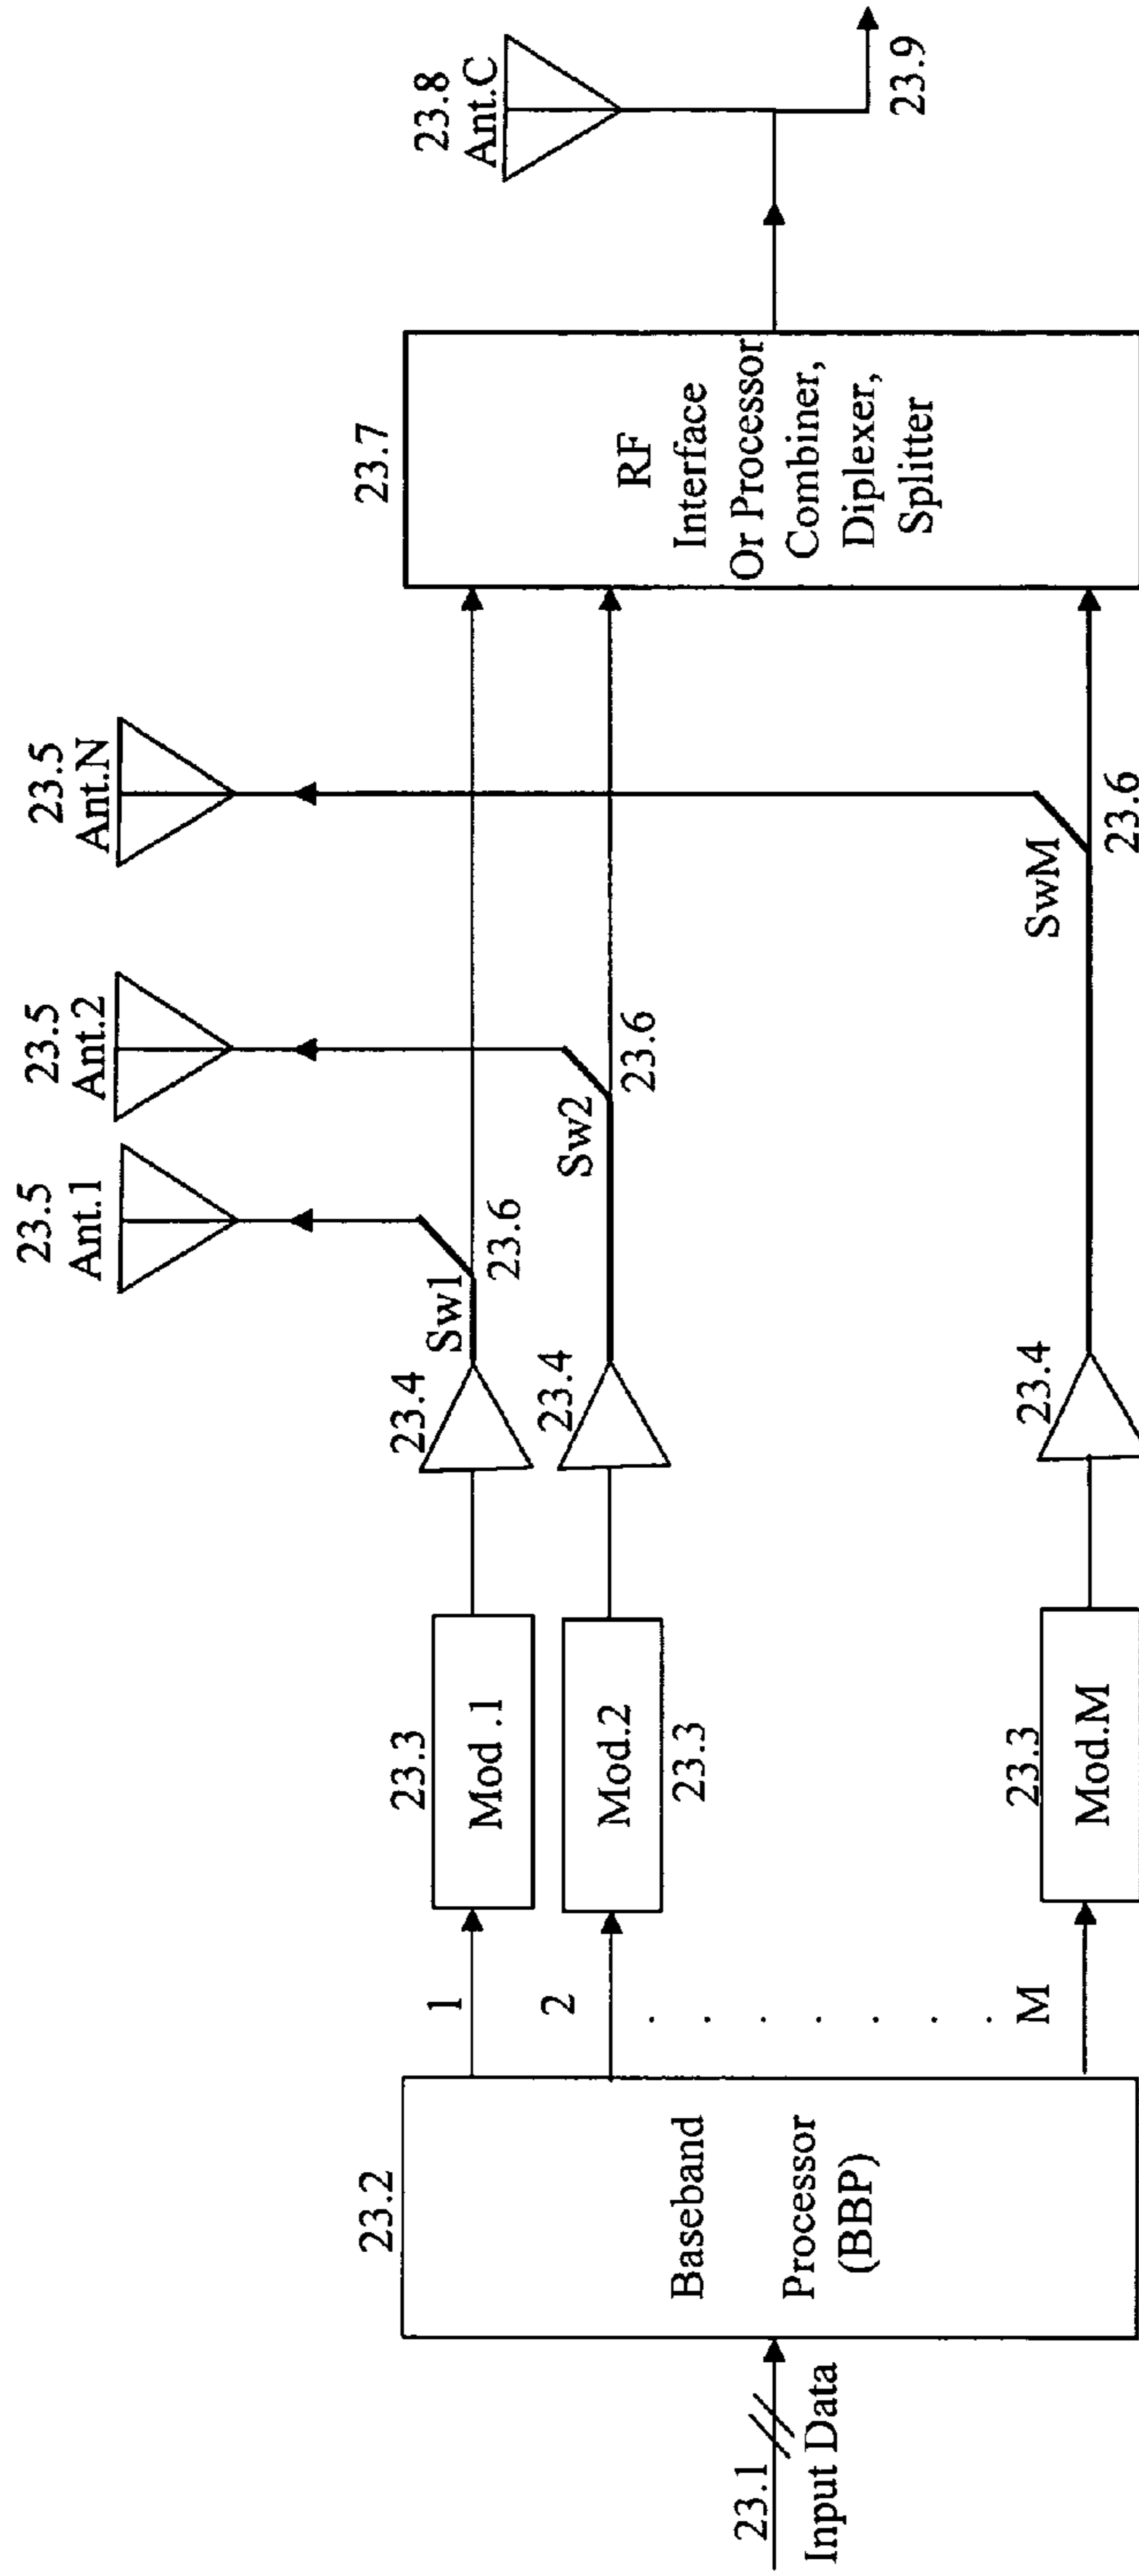 23.1
Input Data
23.2
Baseband
Processor
(BBP)
1
2
. . . . . . .
M
23.3
Mod .1
Mod.2
23.3
23.3
Mod.M
23.4
23.4
23.4
Sw1
23.6
Sw2
23.6
SwM
23.6
23.5
Ant.1
23.5
Ant.2
23.5
Ant.N
23.7
RF
Interface
Or Processor
Combiner,
Diplexer,
Splitter
23.8
Ant.C
23.9